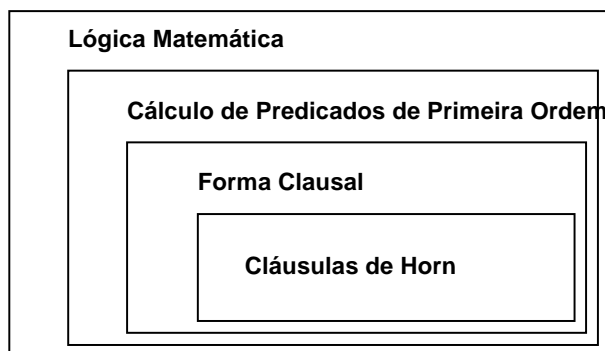 Lógica Matemática
Cálculo de Predicados de Primeira Ordem
Forma Clausal
Cláusulas de Horn